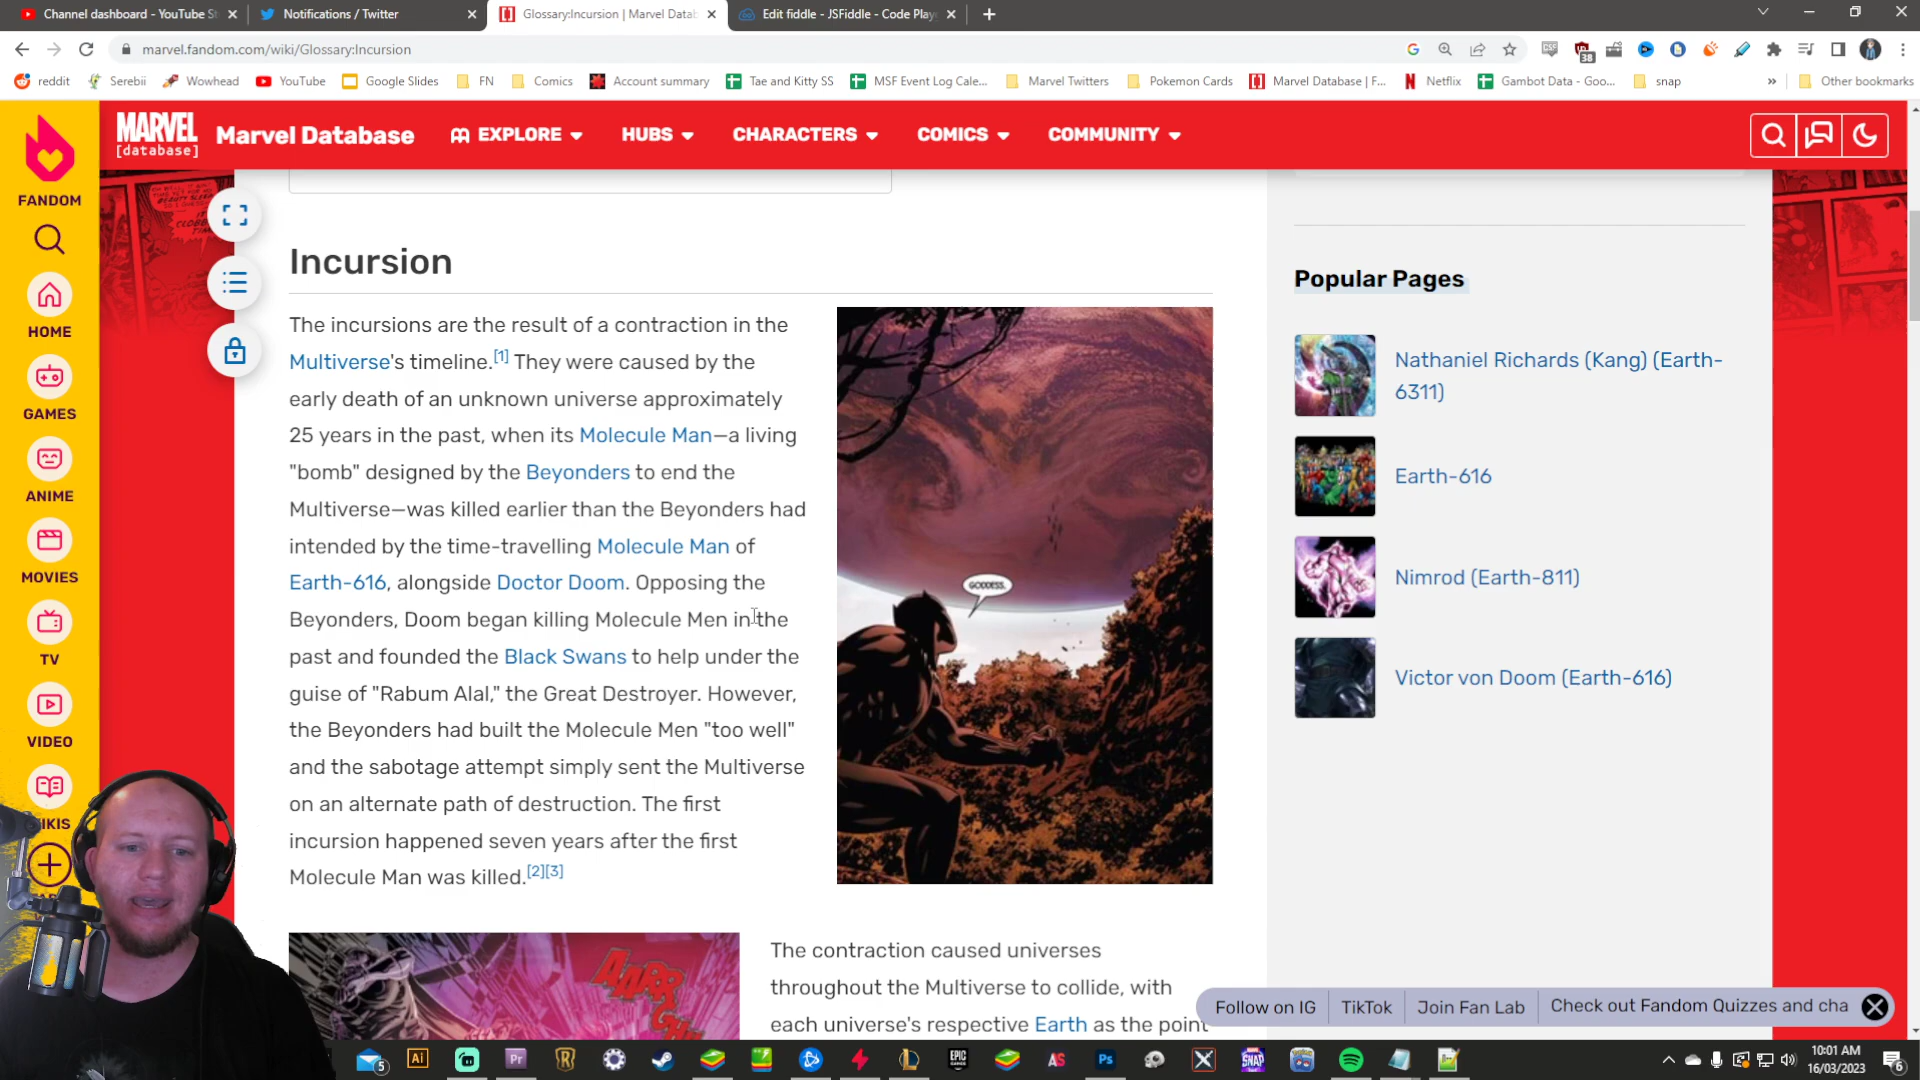 Channel dashboard - YouTube St
Notifications / Twitter
Glossary:Incursion | Marvel Datab
Edit fiddle - JSFiddle - Code Play
marvel.fandom.com/wiki/Glossary:Incursion
38
reddit
Serebii
Wowhead
YouTube
Google Slides
FN
Comics
Account summary
Tae and Kitty SS
MSF Event Log Cale...
Marvel Twitters
Pokemon Cards
Marvel Database | F...
Netflix
Gambot Data - Goo...
snap
»
Other bookmarks
MARVEL
[database]
Marvel Database
EXPLORE
HUBS
CHARACTERS
COMICS
COMMUNITY
FANDOM
HOME
GAMES
ANIME
MOVIES
TV
VIDEO
IKIS
Incursion
The incursions are the result of a contraction in the
Multiverse's timeline.[1] They were caused by the
early death of an unknown universe approximately
25 years in the past, when its Molecule Man—a living
"bomb" designed by the Beyonders to end the
Multiverse—was killed earlier than the Beyonders had
intended by the time-travelling Molecule Man of
Earth-616, alongside Doctor Doom. Opposing the
Beyonders, Doom began killing Molecule Men in the
past and founded the Black Swans to help under the
guise of "Rabum Alal," the Great Destroyer. However,
the Beyonders had built the Molecule Men "too well"
and the sabotage attempt simply sent the Multiverse
on an alternate path of destruction. The first
incursion happened seven years after the first
Molecule Man was killed.[2][3]
GODDESS.
AARR
GH
The contraction caused universes
throughout the Multiverse to collide, with
each universe's respective Earth as the point
Popular Pages
Nathaniel Richards (Kang) (Earth-
6311)
Earth-616
Nimrod (Earth-811)
Victor von Doom (Earth-616)
Follow on IG
TikTok
Join Fan Lab
Check out Fandom Quizzes and cha
5
Ai
Pr
R
EPIC
GAMES
AS
Ps
X
SNAP
10:01 AM
16/03/2023
6